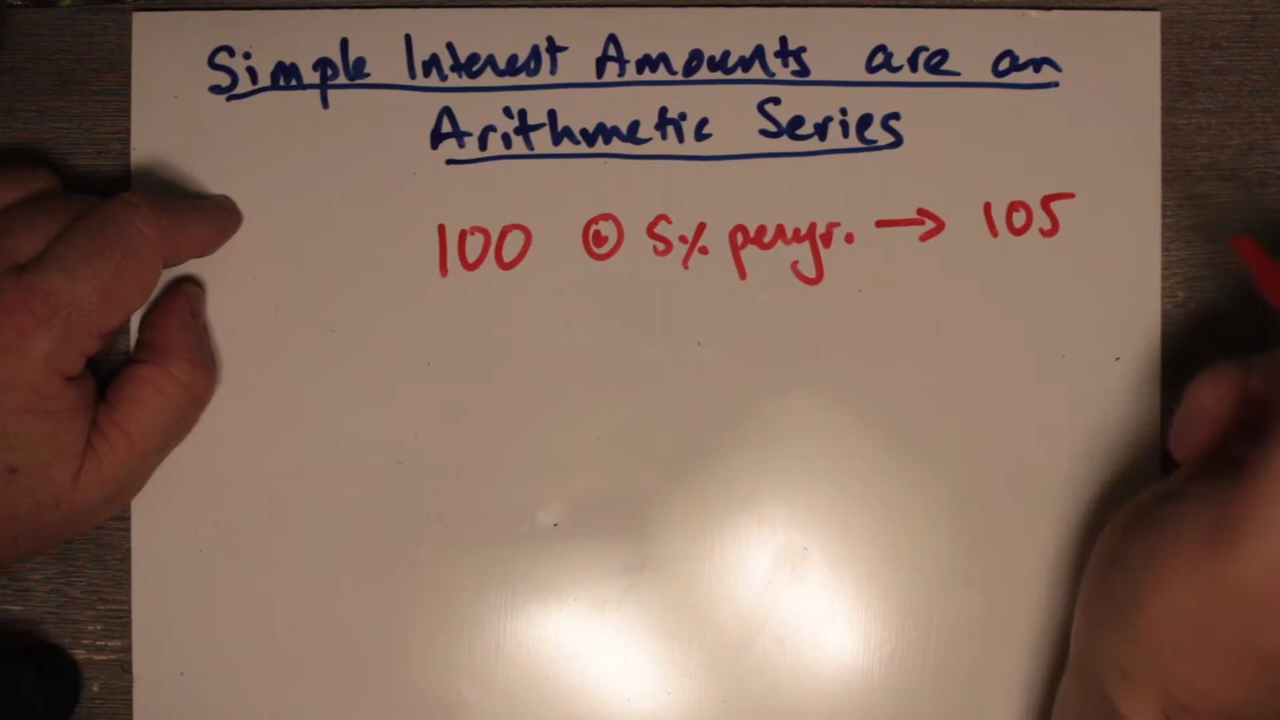 Simple Interest Amounts are an
Arithmetic Series
100 @ 5% per yr. → 105